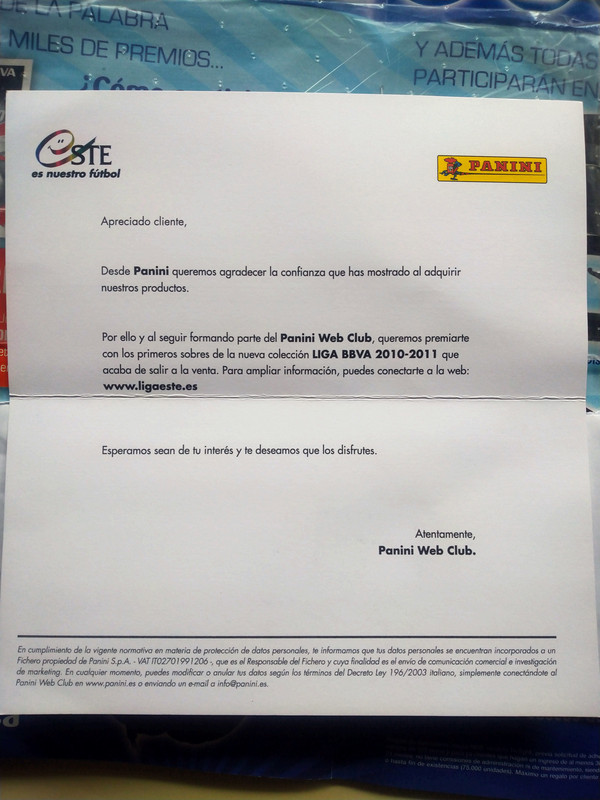 DE LA PALABRA
MILES DE PREMIOS...
¿Cómo
Y ADEMÁS TODAS
PARTICIPARÁN EN
ESTE
es nuestro fútbol
PANINI
Apreciado cliente,
Desde Panini queremos agradecer la confianza que has mostrado al adquirir
nuestros productos.
Por ello y al seguir formando parte del Panini Web Club, queremos premiarte
con los primeros sobres de la nueva colección LIGA BBVA 2010-2011 que
acaba de salir a la venta. Para ampliar información, puedes conectarte a la web:
www.ligaeste.es
Esperamos sean de tu interés y te deseamos que los disfrutes.
Atentamente,
Panini Web Club.
En cumplimiento de la vigente normativa en materia de protección de datos personales, te informamos que tus datos personales se encuentran incorporados a un
Fichero propiedad de Panini S.p.A. - VAT IT02701991206 -, que es el Responsable del Fichero y cuya finalidad es el envío de comunicación comercial e investigación
de marketing. En cualquier momento, puedes modificar o anular tus datos según los términos del Decreto Ley 196/2003 italiano, simplemente conectándote al
Panini Web Club en www.panini.es o enviando un e-mail a info@panini.es.